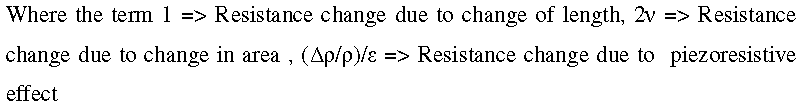 Where the term 1 => Resistance change due to change of length, 2ν => Resistance
change due to change in area , (Δρ/ρ)/ε => Resistance change due to piezoresistive
effect